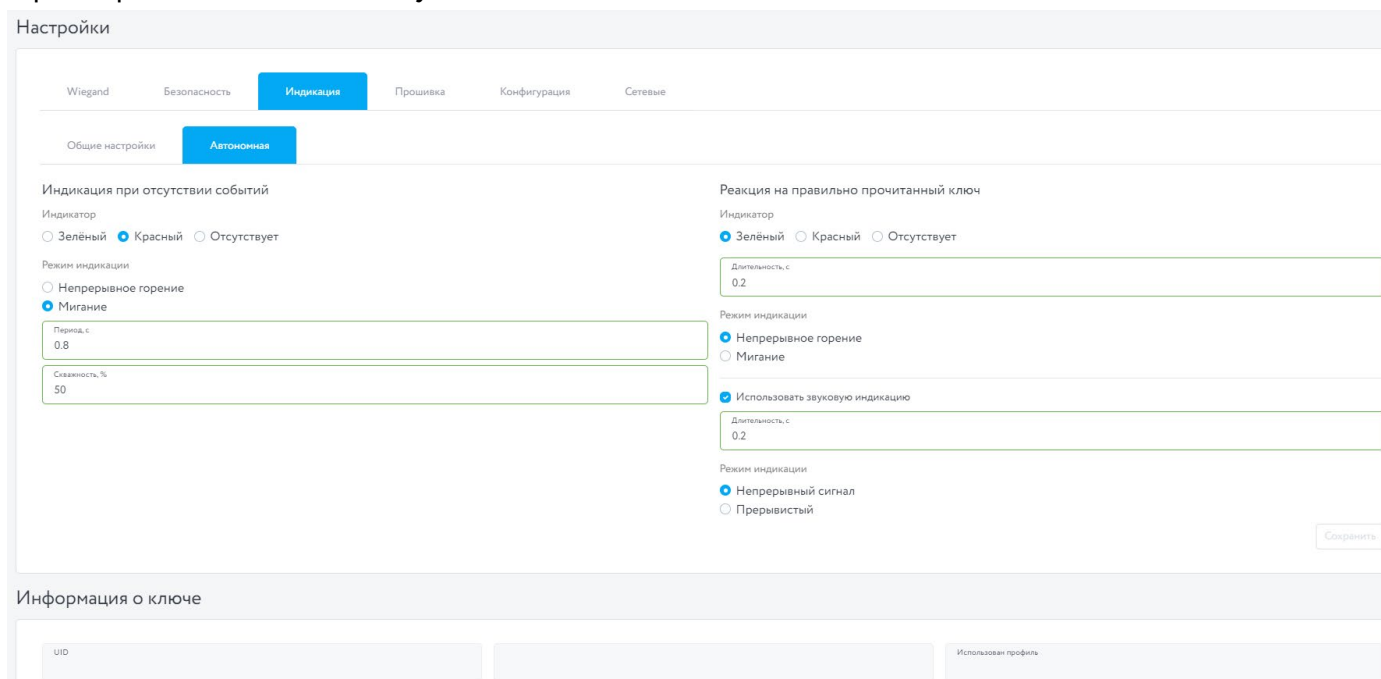 Настройки
Wiegand Безопасность Индикация Прошивка Конфигурация Сетевые
Общие настройки Автономная
Индикация при отсутствии событий
Индикатор
Зелёный Красный Отсутствует
Режим индикации
Непрерывное горение
Мигание
Период, с
0.8
Скважность, %
50
Реакция на правильно прочитанный ключ
Индикатор
Зелёный Красный Отсутствует
Длительность, с
0.2
Режим индикации
Непрерывное горение
Мигание
Использовать звуковую индикацию
Длительность, с
0.2
Режим индикации
Непрерывный сигнал
Прерывистый
Сохранить
Информация о ключе
UID
Использован профиль